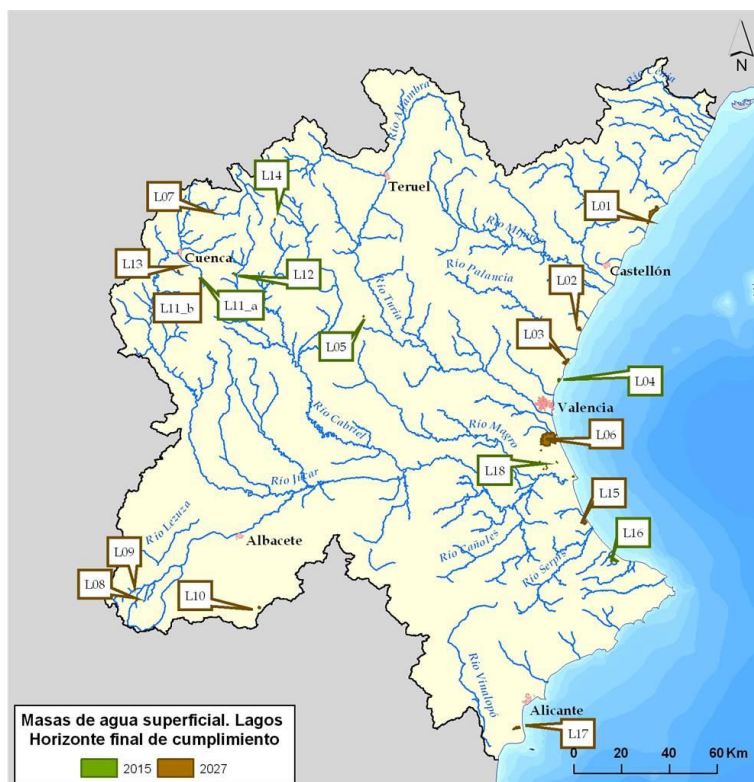 Río Cenia
N
Río Alfambra
L14
Teruel
L07
L01
Río Mijares
Cuenca
L13
L12
Castellón
Río Palancia
L02
L11_b
L11_a
Río Turia
L05
L03
L04
Valencia
Río Cabriel
Río Magro
L06
L18
Río Júcar
L15
Río Lezuza
Albacete
L16
Río Cañoles
L09
Río Serpis
L08
L10
Río Vinalopó
Alicante
L17
Masas de agua superficial. Lagos
Horizonte final de cumplimiento
2015
2027
0 20 40 60 Km